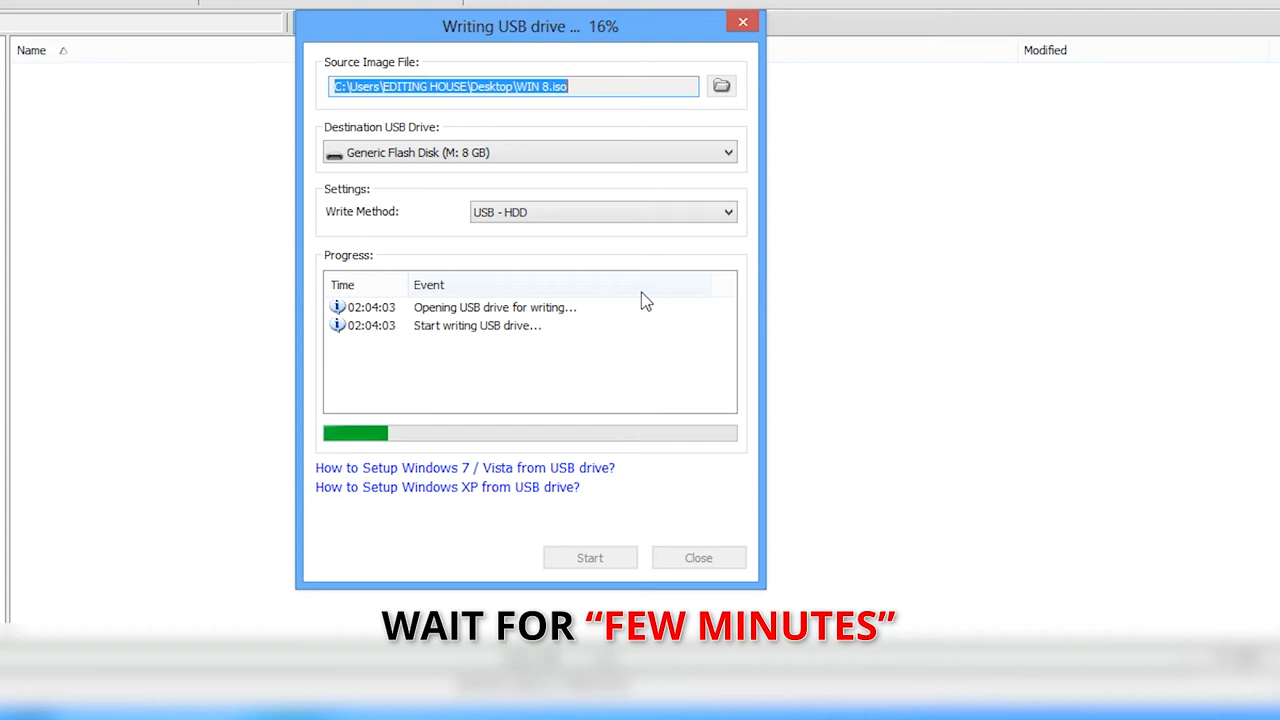 Writing USB drive ... 16%
Name
Modified
Source Image File:
C:\Users\EDITING HOUSE\Desktop\WIN 8.iso
Destination USB Drive:
Generic Flash Disk (M: 8 GB)
Settings:
Write Method:
USB - HDD
Progress:
Time Event
02:04:03 Opening USB drive for writing...
02:04:03 Start writing USB drive...
How to Setup Windows 7 / Vista from USB drive?
How to Setup Windows XP from USB drive?
Start Close
WAIT FOR “FEW MINUTES”